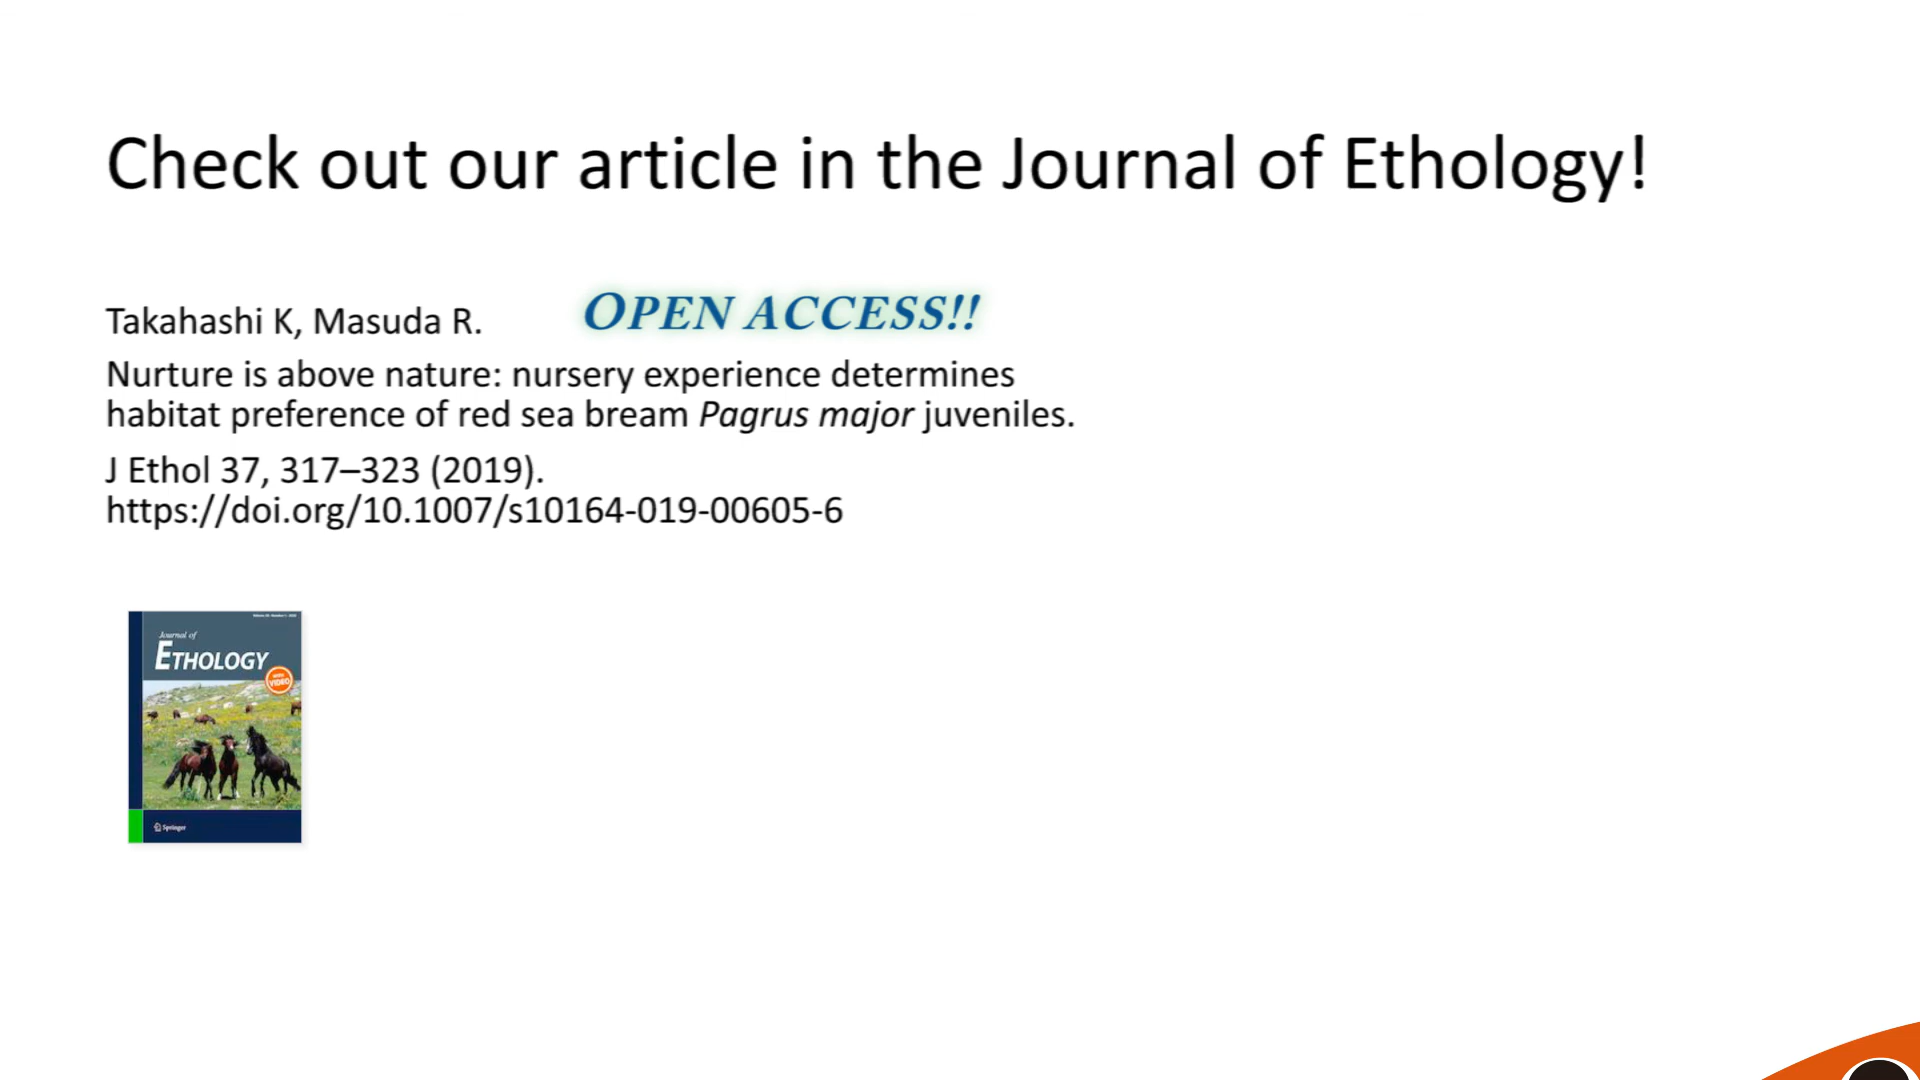 Check out our article in the Journal of Ethology!
Takahashi K, Masuda R.
OPEN ACCESS!!
Nurture is above nature: nursery experience determines
habitat preference of red sea bream Pagrus major juveniles.
J Ethol 37, 317–323 (2019).
https://doi.org/10.1007/s10164-019-00605-6
Journal of
ETHOLOGY
VIDEO
Springer